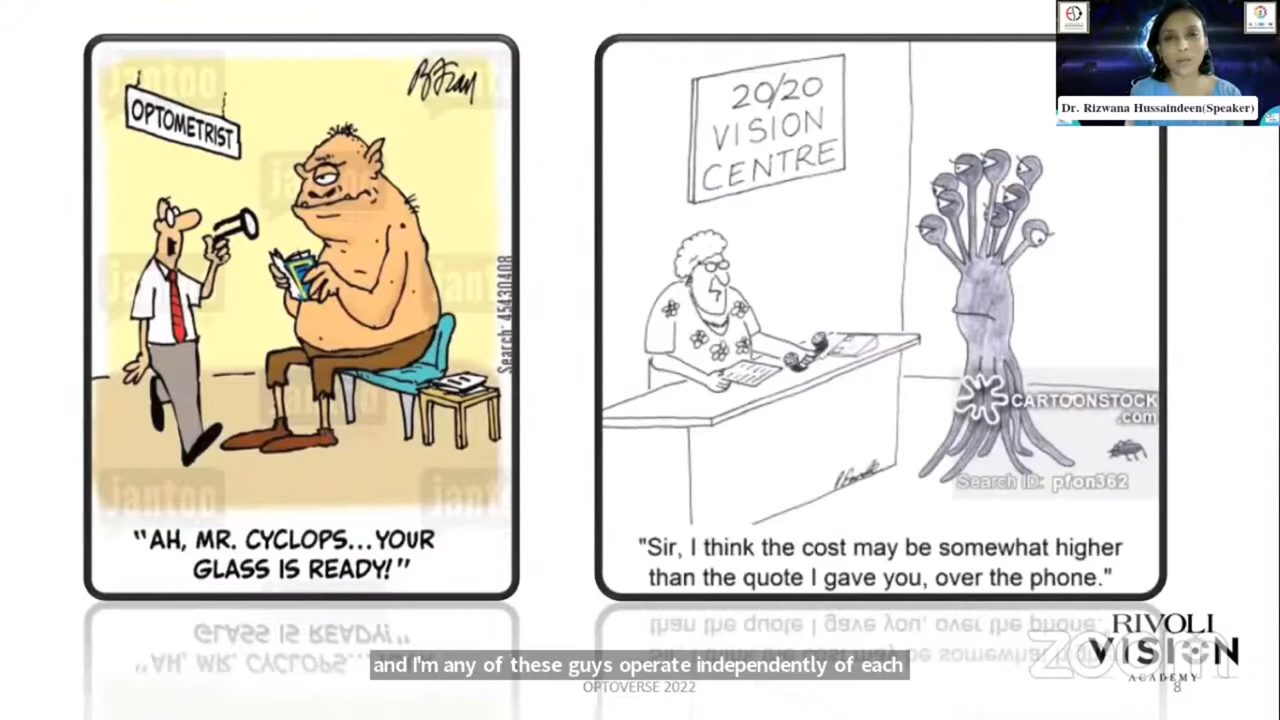 OPTOMETRIST
"AH, MR. CYCLOPS...YOUR
GLASS IS READY!"
jantoo
Search: 45430408
20/20
VISION
CENTRE
CARTOONSTOCK
.com
Search ID: pfon362
"Sir, I think the cost may be somewhat higher
than the quote I gave you, over the phone."
Dr. Rizwana Hussaindeen(Speaker)
and I'm any of these guys operate independently of each
OPTOVERSE 2022
RIVOLI
VISION
ACADEMY
zoom
8